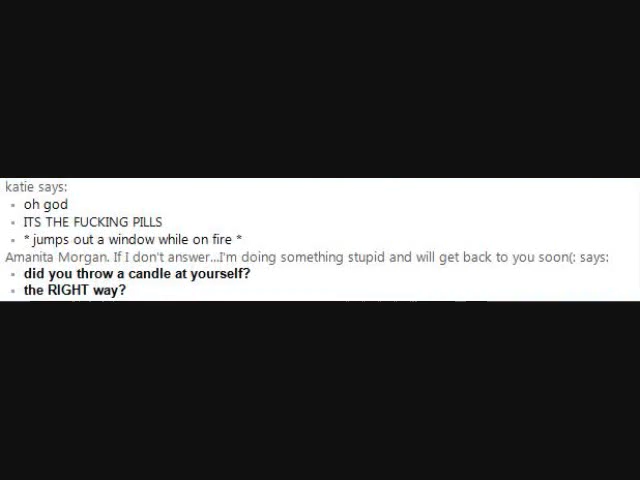 katie says:
oh god
ITS THE FUCKING PILLS
* jumps out a window while on fire *
Amanita Morgan. If I don't answer...I'm doing something stupid and will get back to you soon(: says:
did you throw a candle at yourself?
the RIGHT way?